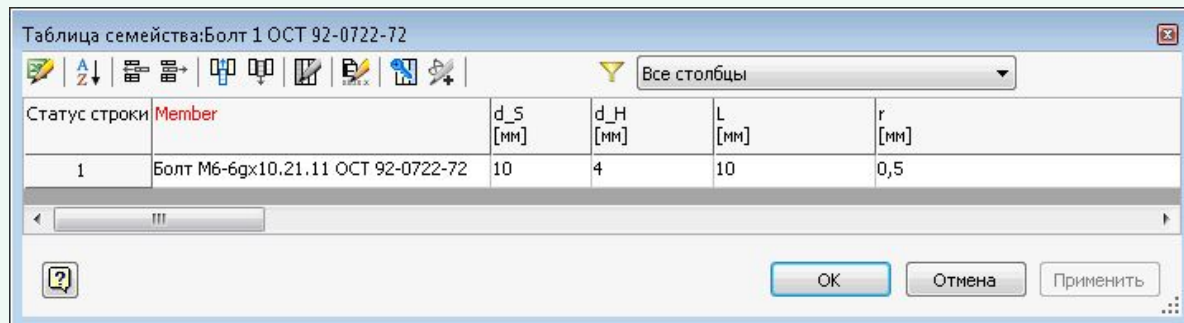 Таблица семейства:Болт 1 ОСТ 92-0722-72
Все столбцы
Статус строки Member d_S [мм] d_H [мм] L [мм] r [мм]
1 Болт М6-6gx10.21.11 ОСТ 92-0722-72 10 4 10 0,5
ОК Отмена Применить